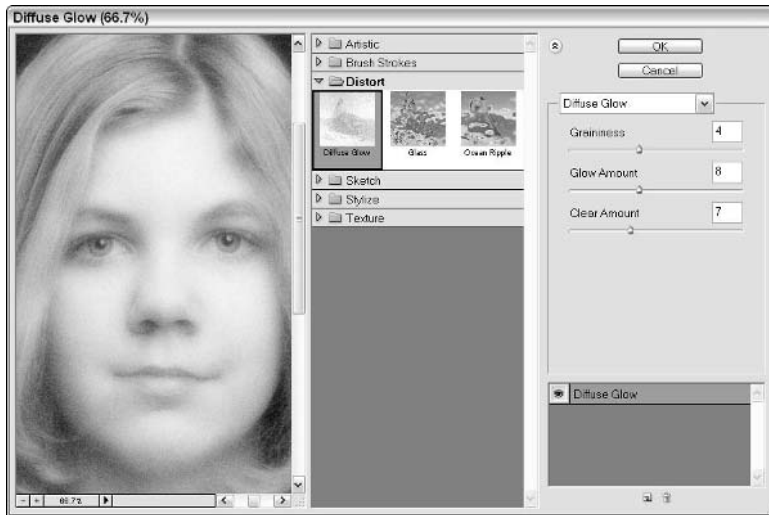 Diffuse Glow (66.7%)
Artistic
Brush Strokes
Distort
Diffuse Glow
Glass
Ocean Ripple
Sketch
Stylize
Texture
66.7%
OK
Cancel
Diffuse Glow
Graininess 4
Glow Amount 8
Clear Amount 7
Diffuse Glow